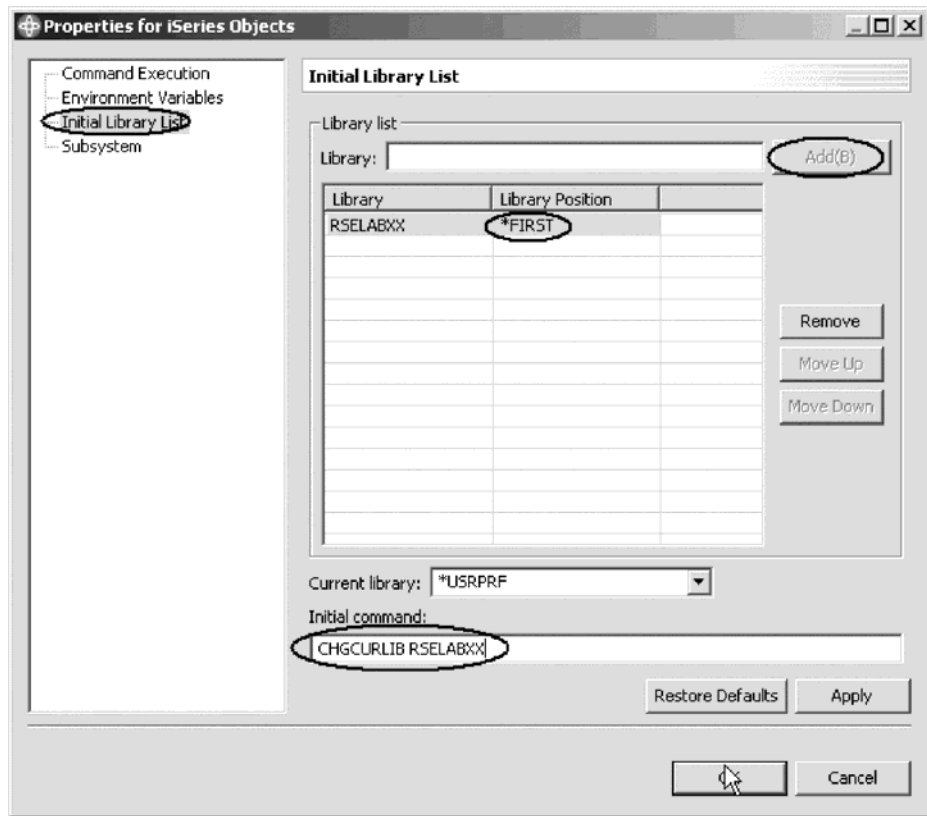 Properties for iSeries Objects
Command Execution
Environment Variables
Initial Library List
Subsystem
Initial Library List
Library list
Library:
Add(B)
Library Library Position
RSELABXX *FIRST
Remove
Move Up
Move Down
Current library: *USRPRF
Initial command:
CHGCURLIB RSELABXX
Restore Defaults Apply
Cancel